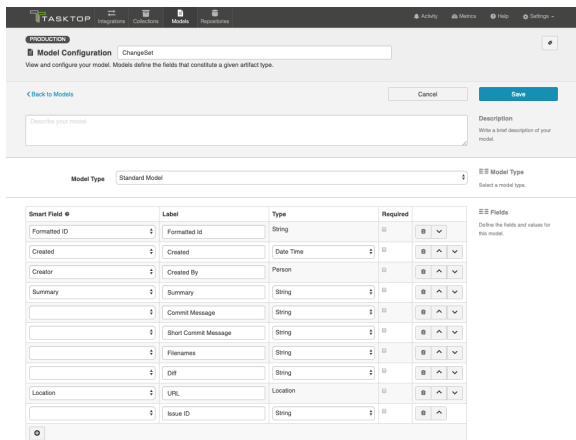 TASKTOP
Integrations
Collections
Models
Repositories
Activity
Metrics
Help
Settings
PRODUCTION
Model Configuration
ChangeSet
View and configure your model. Models define the fields that constitute a given artifact type.
Back to Models
Cancel
Save
Describe your model
Description
Write a brief description of your
model.
Model Type
Standard Model
Model Type
Select a model type.
Smart Field Label Type Required
Fields
Define the fields and values for
this model.
Formatted ID Formatted Id String
Created Created Date Time
Creator Created By Person
Summary Summary String
Commit Message String
Short Commit Message String
Filenames String
Diff String
Location URL Location
Issue ID String